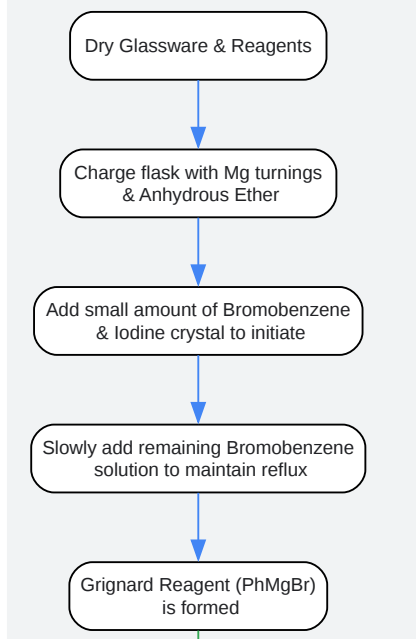 Dry Glassware & Reagents
Charge flask with Mg turnings
& Anhydrous Ether
Add small amount of Bromobenzene
& Iodine crystal to initiate
Slowly add remaining Bromobenzene
solution to maintain reflux
Grignard Reagent (PhMgBr)
is formed